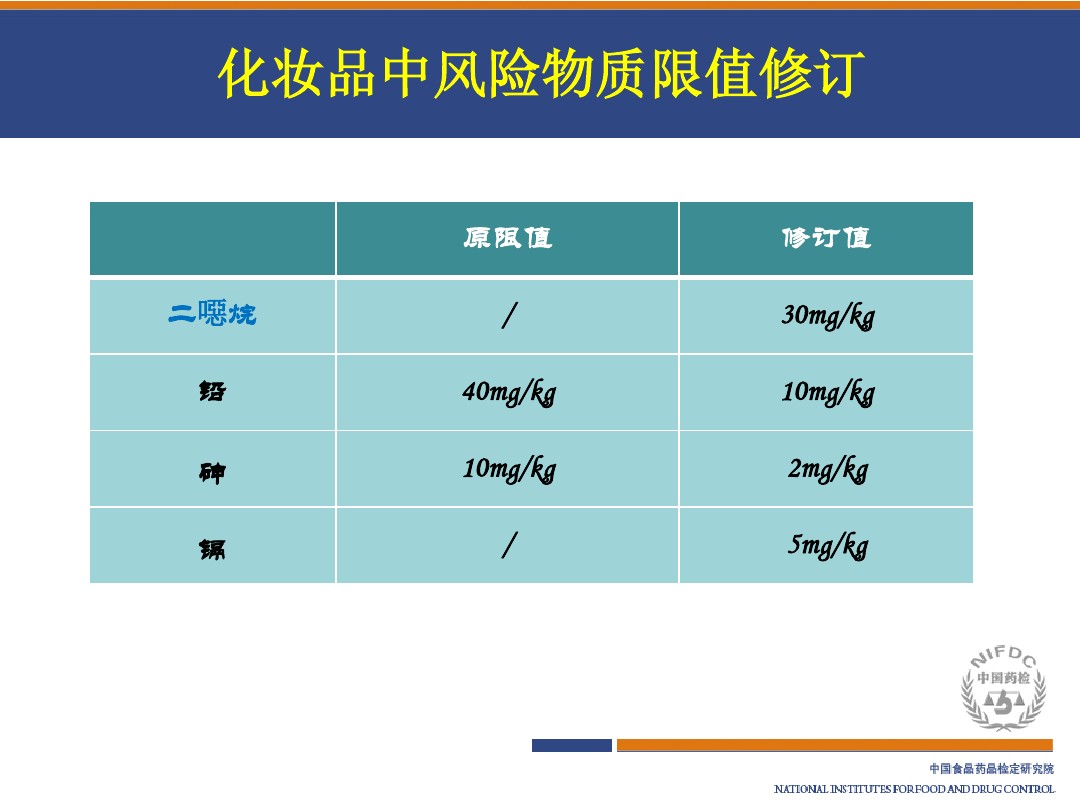 化妆品中风险物质限值修订
原限值 修订值
二噁烷 / 30mg/kg
铅 40mg/kg 10mg/kg
砷 10mg/kg 2mg/kg
镉 / 5mg/kg
NIFDC
中国药检
中国食品药品检定研究院
NATIONAL INSTITUTES FOR FOOD AND DRUG CONTROL